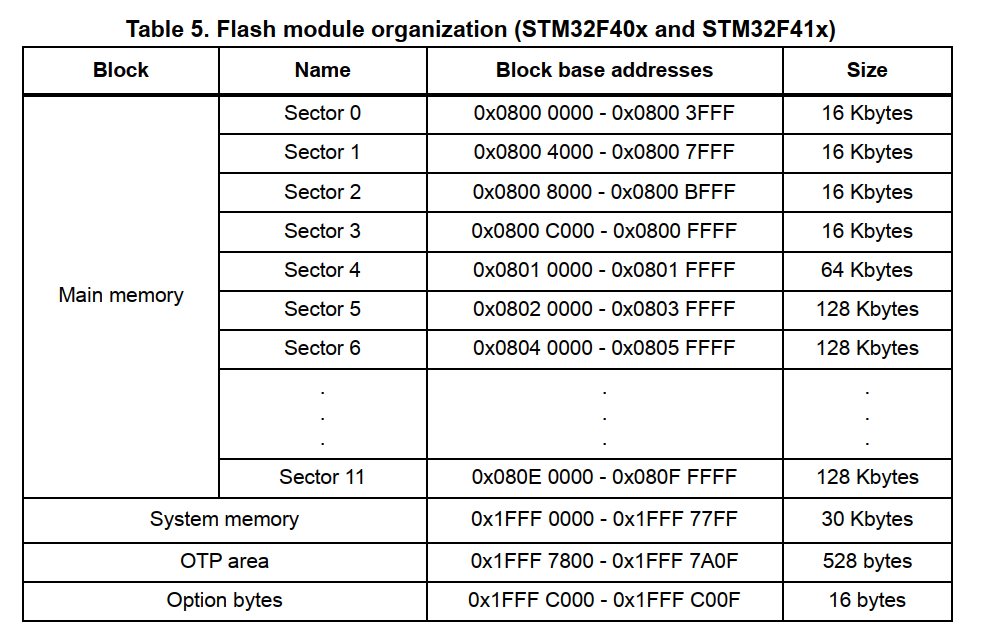 Table 5. Flash module organization (STM32F40x and STM32F41x)
Block Name Block base addresses Size
Main memory
Sector 0 0x0800 0000 - 0x0800 3FFF 16 Kbytes
Sector 1 0x0800 4000 - 0x0800 7FFF 16 Kbytes
Sector 2 0x0800 8000 - 0x0800 BFFF 16 Kbytes
Sector 3 0x0800 C000 - 0x0800 FFFF 16 Kbytes
Sector 4 0x0801 0000 - 0x0801 FFFF 64 Kbytes
Sector 5 0x0802 0000 - 0x0803 FFFF 128 Kbytes
Sector 6 0x0804 0000 - 0x0805 FFFF 128 Kbytes
. . .
. . .
. . .
Sector 11 0x080E 0000 - 0x080F FFFF 128 Kbytes
System memory 0x1FFF 0000 - 0x1FFF 77FF 30 Kbytes
OTP area 0x1FFF 7800 - 0x1FFF 7A0F 528 bytes
Option bytes 0x1FFF C000 - 0x1FFF C00F 16 bytes